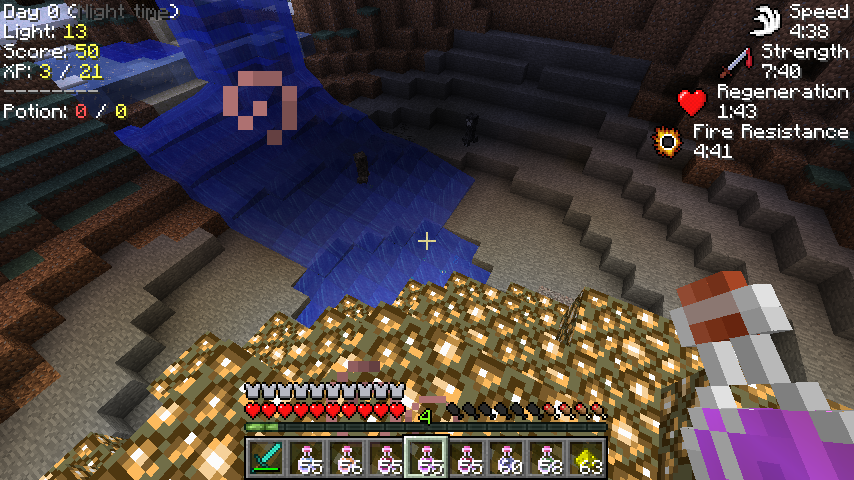 Day 0 (Night time)
Light: 13
Score: 50
XP: 3 / 21
---------
Potion: 0 / 0
Speed
4:38
Strength
7:40
Regeneration
1:43
Fire Resistance
4:41
4
65 66 65 65 60 68 63